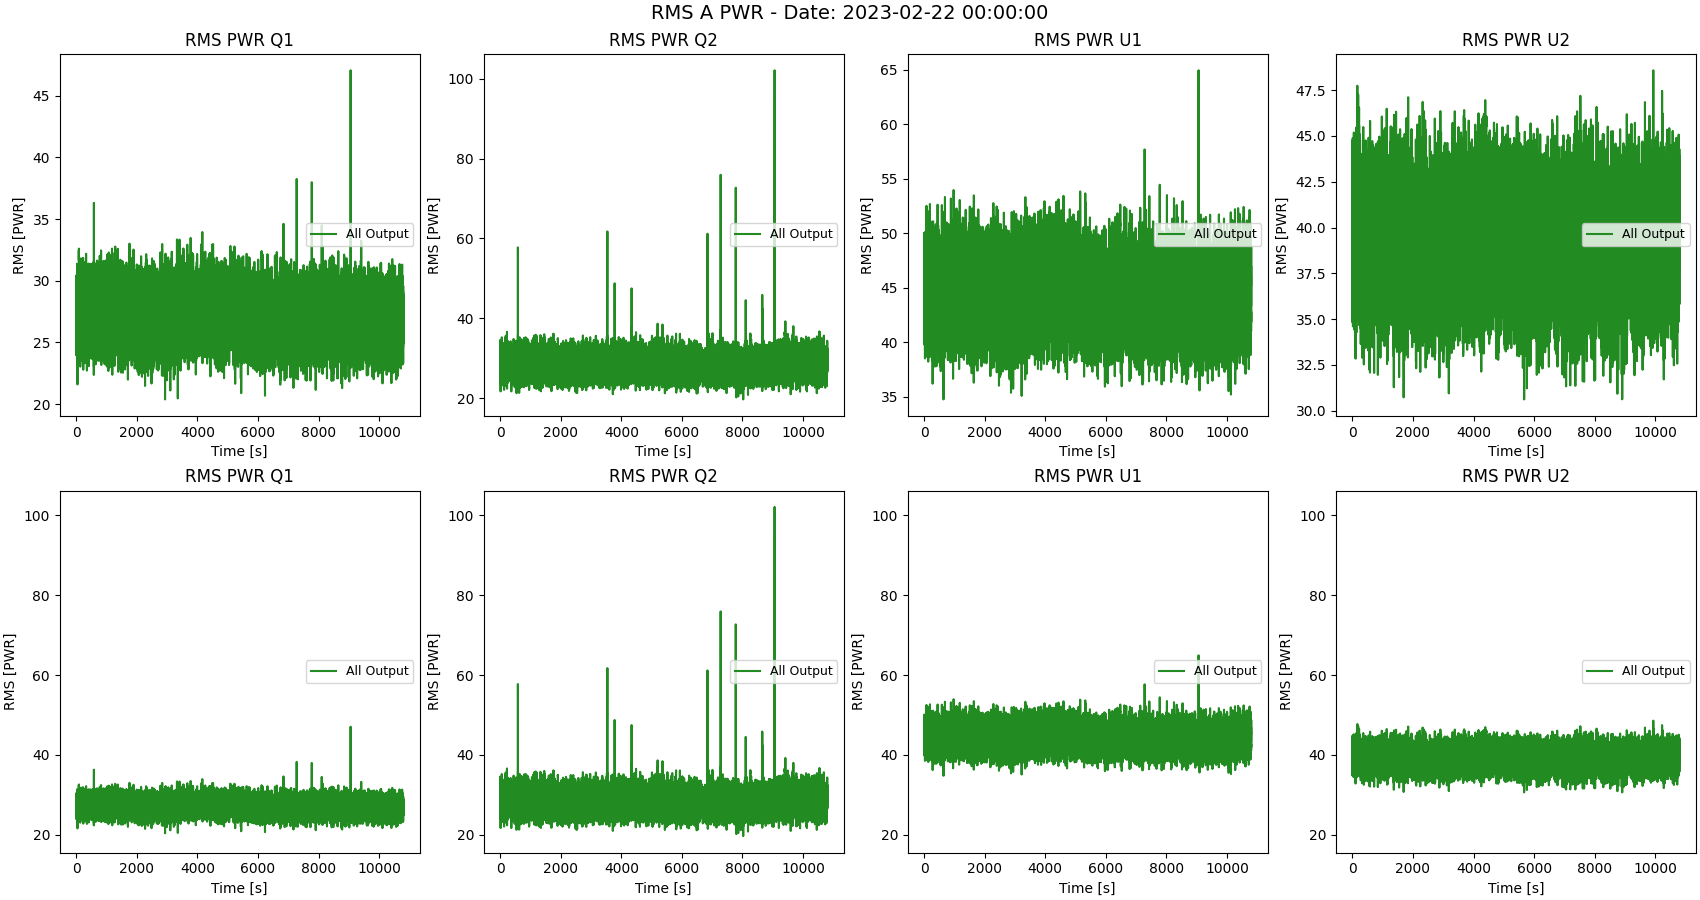 RMS A PWR - Date: 2023-02-22 00:00:00
RMS PWR Q1
RMS PWR Q2
RMS PWR U1
RMS PWR U2
RMS [PWR]
45
40
35
30
25
20
All Output
0 2000 4000 6000 8000 10000
Time [s]
RMS [PWR]
100
80
60
40
20
All Output
0 2000 4000 6000 8000 10000
Time [s]
RMS [PWR]
65
60
55
50
45
40
35
All Output
0 2000 4000 6000 8000 10000
Time [s]
RMS [PWR]
47.5
45.0
42.5
40.0
37.5
35.0
32.5
30.0
All Output
0 2000 4000 6000 8000 10000
Time [s]
RMS PWR Q1
RMS PWR Q2
RMS PWR U1
RMS PWR U2
RMS [PWR]
100
80
60
40
20
All Output
0 2000 4000 6000 8000 10000
Time [s]
RMS [PWR]
100
80
60
40
20
All Output
0 2000 4000 6000 8000 10000
Time [s]
RMS [PWR]
100
80
60
40
20
All Output
0 2000 4000 6000 8000 10000
Time [s]
RMS [PWR]
100
80
60
40
20
All Output
0 2000 4000 6000 8000 10000
Time [s]